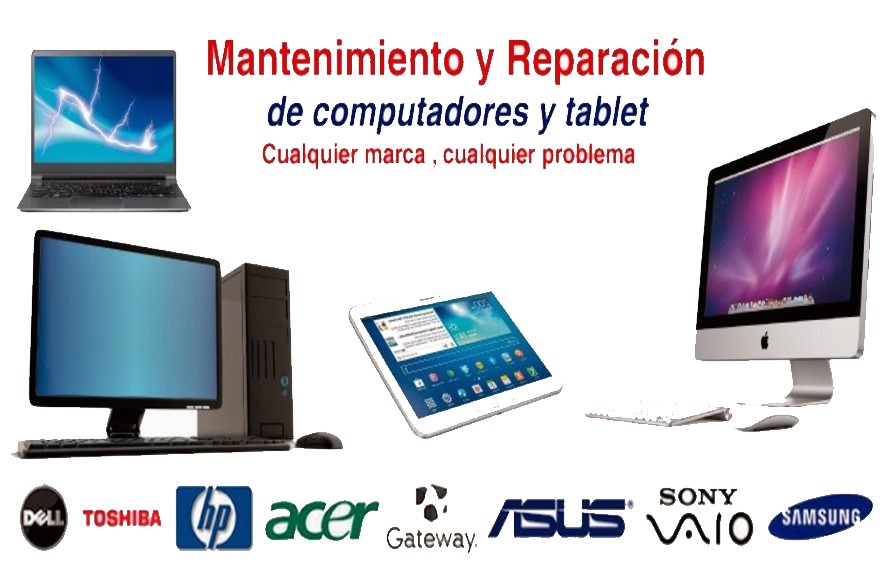 Mantenimiento y Reparación
de computadores y tablet
Cualquier marca , cualquier problema
DELL TOSHIBA hp acer Gateway. ASUS SONY VAIO SAMSUNG